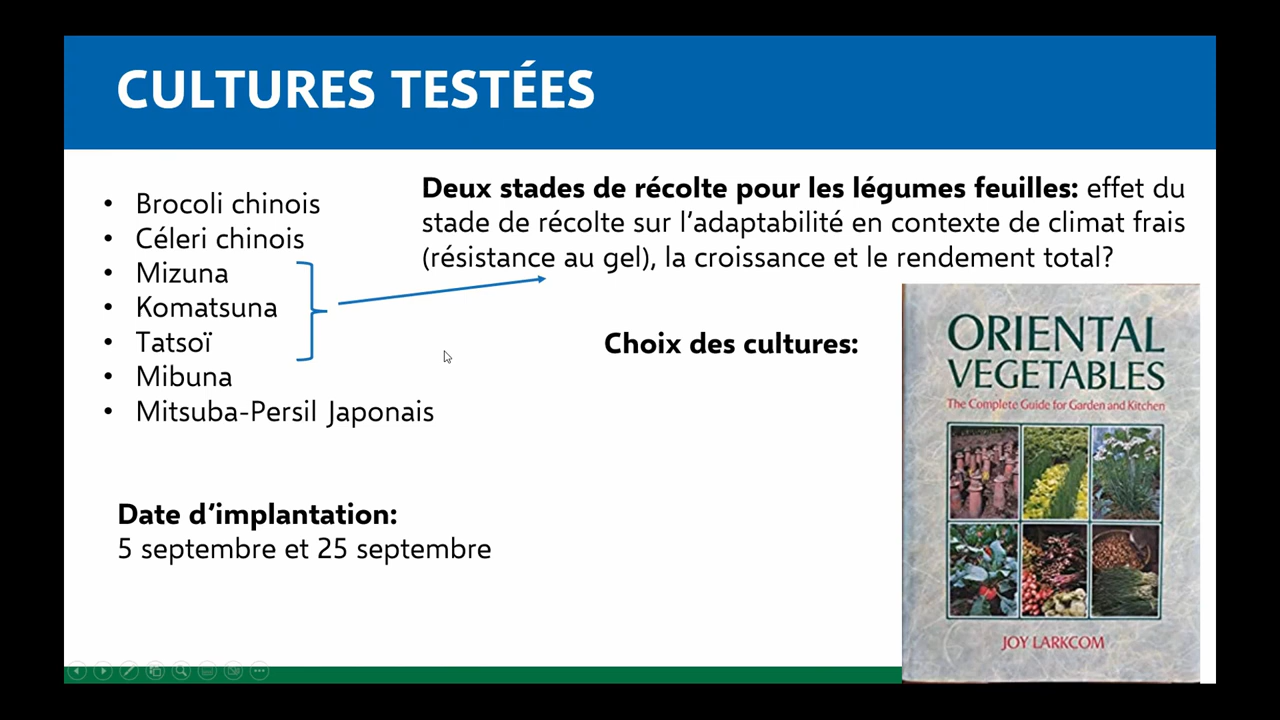 CULTURES TESTÉES
• Brocoli chinois
• Céleri chinois
• Mizuna
• Komatsuna
• Tatsoï
• Mibuna
• Mitsuba-Persil Japonais
Deux stades de récolte pour les légumes feuilles: effet du
stade de récolte sur l’adaptabilité en contexte de climat frais
(résistance au gel), la croissance et le rendement total?
Choix des cultures:
ORIENTAL
VEGETABLES
The Complete Guide for Garden and Kitchen
JOY LARKCOM
Date d’implantation:
5 septembre et 25 septembre